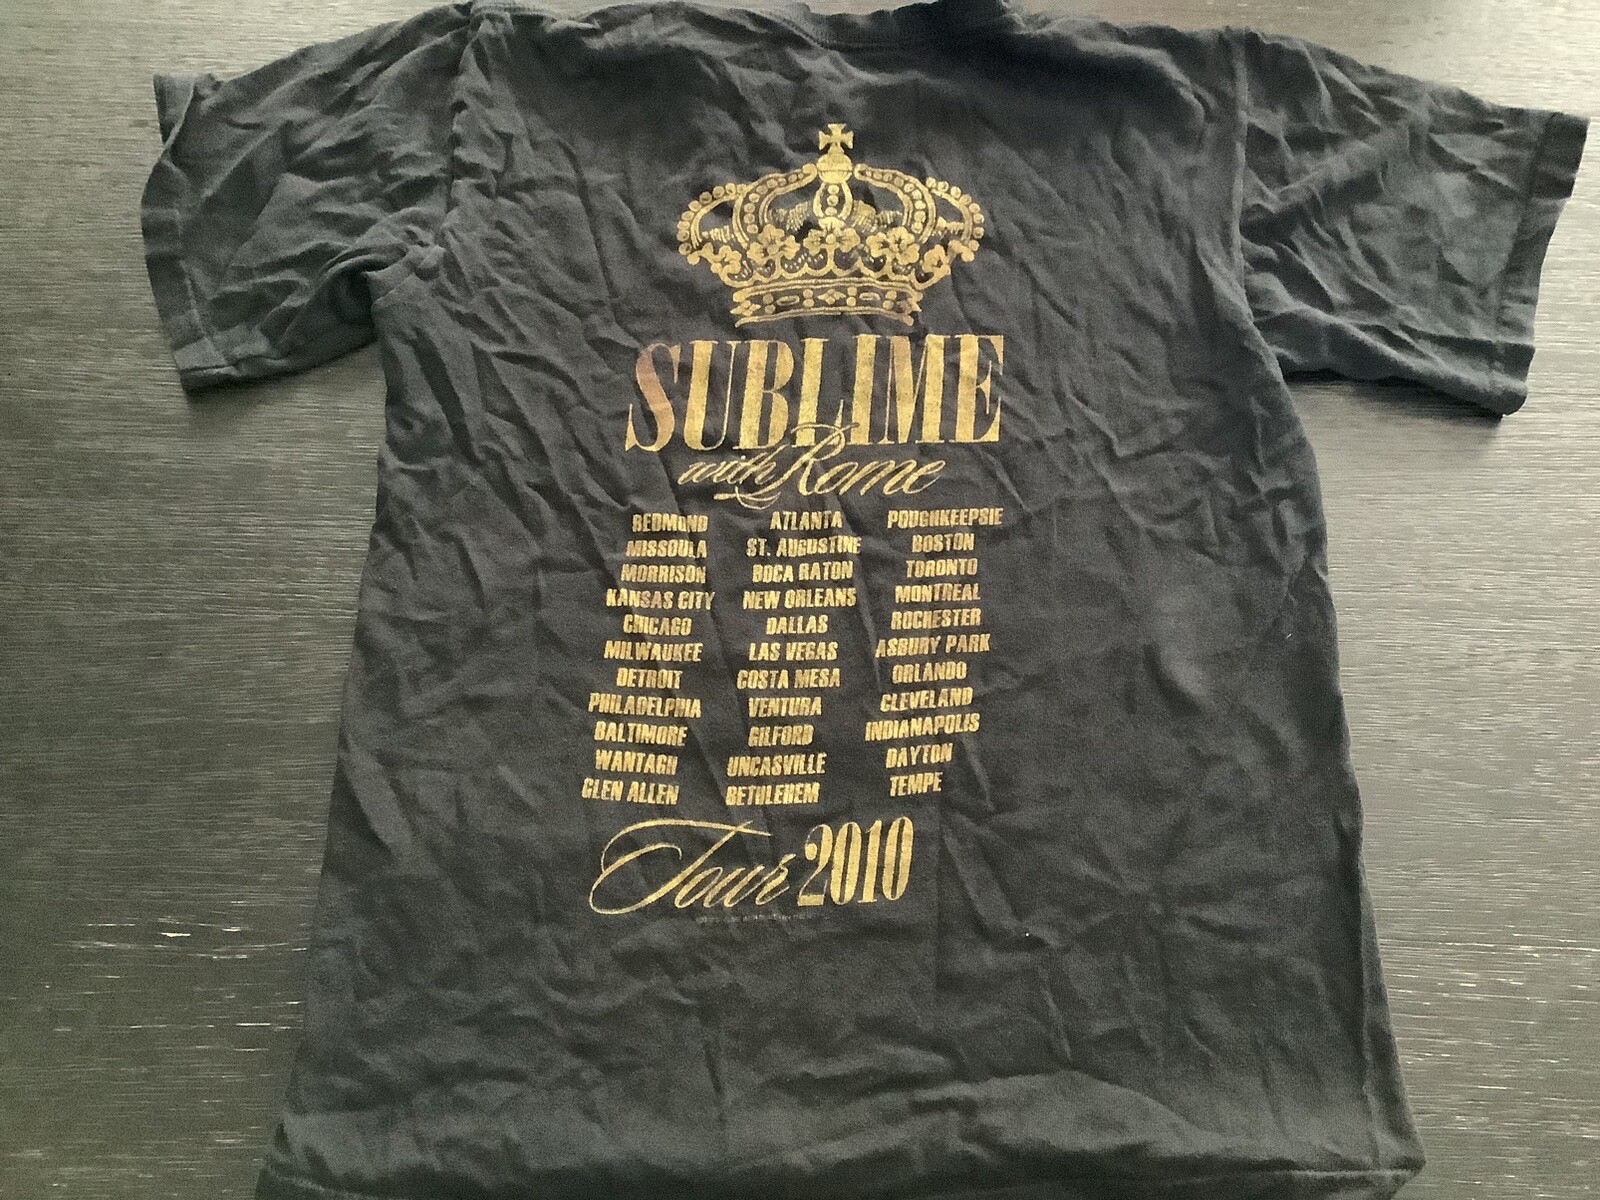 SUBLIME
with Rome
REDMOND
MISSOULA
MORRISON
KANSAS CITY
CHICAGO
MILWAUKEE
DETROIT
PHILADELPHIA
BALTIMORE
WANTAGH
GLEN ALLEN
ATLANTA
ST. AUGUSTINE
BOCA RATON
NEW ORLEANS
DALLAS
LAS VEGAS
COSTA MESA
VENTURA
GILFORD
UNCASVILLE
BETHLEHEM
POUGHKEEPSIE
BOSTON
TORONTO
MONTREAL
ROCHESTER
ASBURY PARK
ORLANDO
CLEVELAND
INDIANAPOLIS
DAYTON
TEMPE
Tour 2010